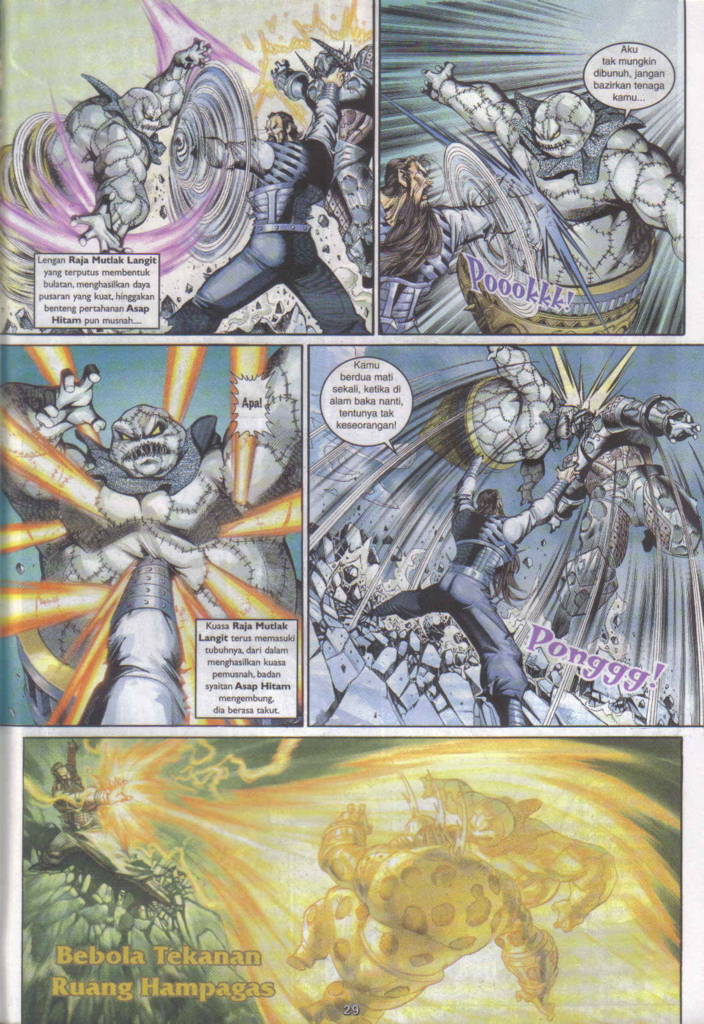 Lengan Raja Mutlak Langit
yang terputus membentuk
bulatan, menghasilkan daya
pusaran yang kuat, hinggakan
benteng pertahanan Asap
Hitam pun musnah....
Aku
tak mungkin
dibunuh, jangan
bazirkan tenaga
kamu...
Poookkk!
Apa!
Kuasa Raja Mutlak
Langit terus memasuki
tubuhnya, dari dalam
menghasilkan kuasa
pemusnah, badan
syaitan Asap Hitam
mengembung,
dia berasa takut.
Kamu
berdua mati
sekali, ketika di
alam baka nanti,
tentunya tak
keseorangan!
Ponggg!
Bebola Tekanan
Ruang Hampagas
29